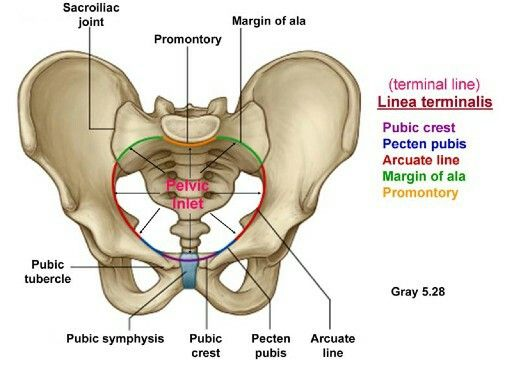 Sacroiliac
joint
Promontory
Margin of ala
(terminal line)
Linea terminalis
Pubic crest
Pecten pubis
Arcuate line
Margin of ala
Promontory
Pelvic
Inlet
Gray 5.28
Pubic
tubercle
Pubic symphysis
Pubic
crest
Pecten
pubis
Arcuate
line